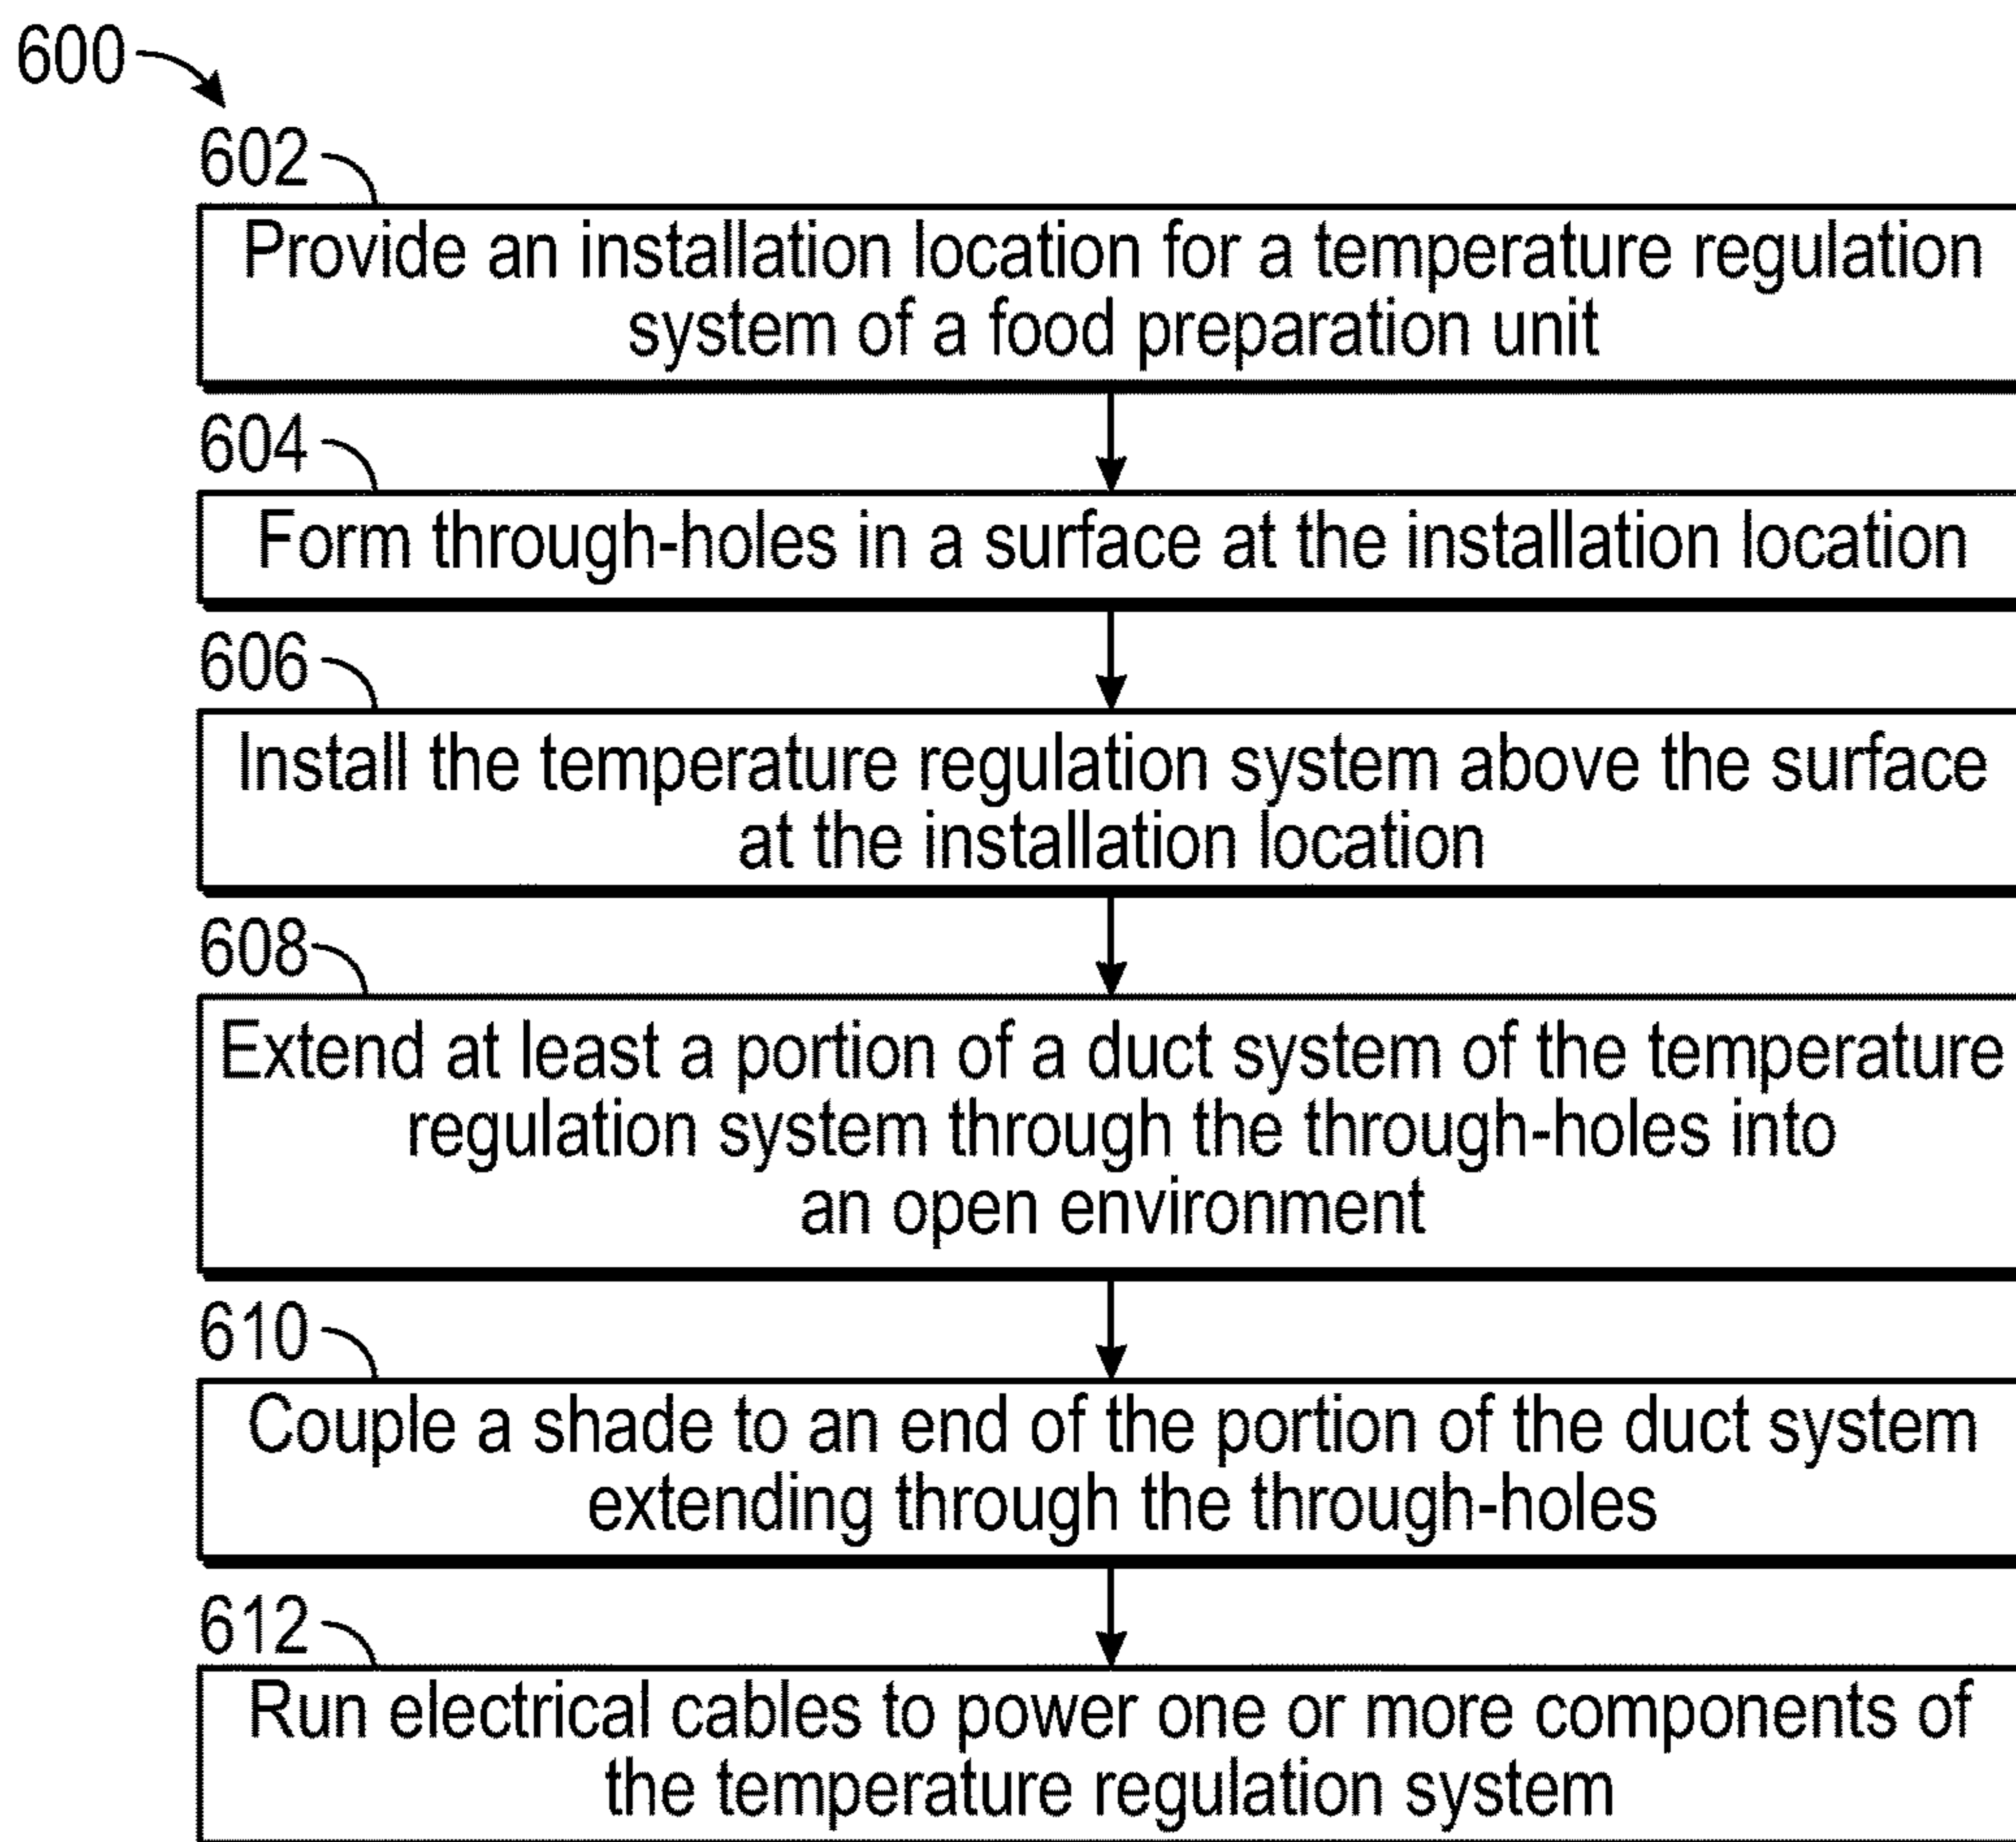 600
602
Provide an installation location for a temperature regulation
system of a food preparation unit
604
Form through-holes in a surface at the installation location
606
Install the temperature regulation system above the surface
at the installation location
608
Extend at least a portion of a duct system of the temperature
regulation system through the through-holes into
an open environment
610
Couple a shade to an end of the portion of the duct system
extending through the through-holes
612
Run electrical cables to power one or more components of
the temperature regulation system